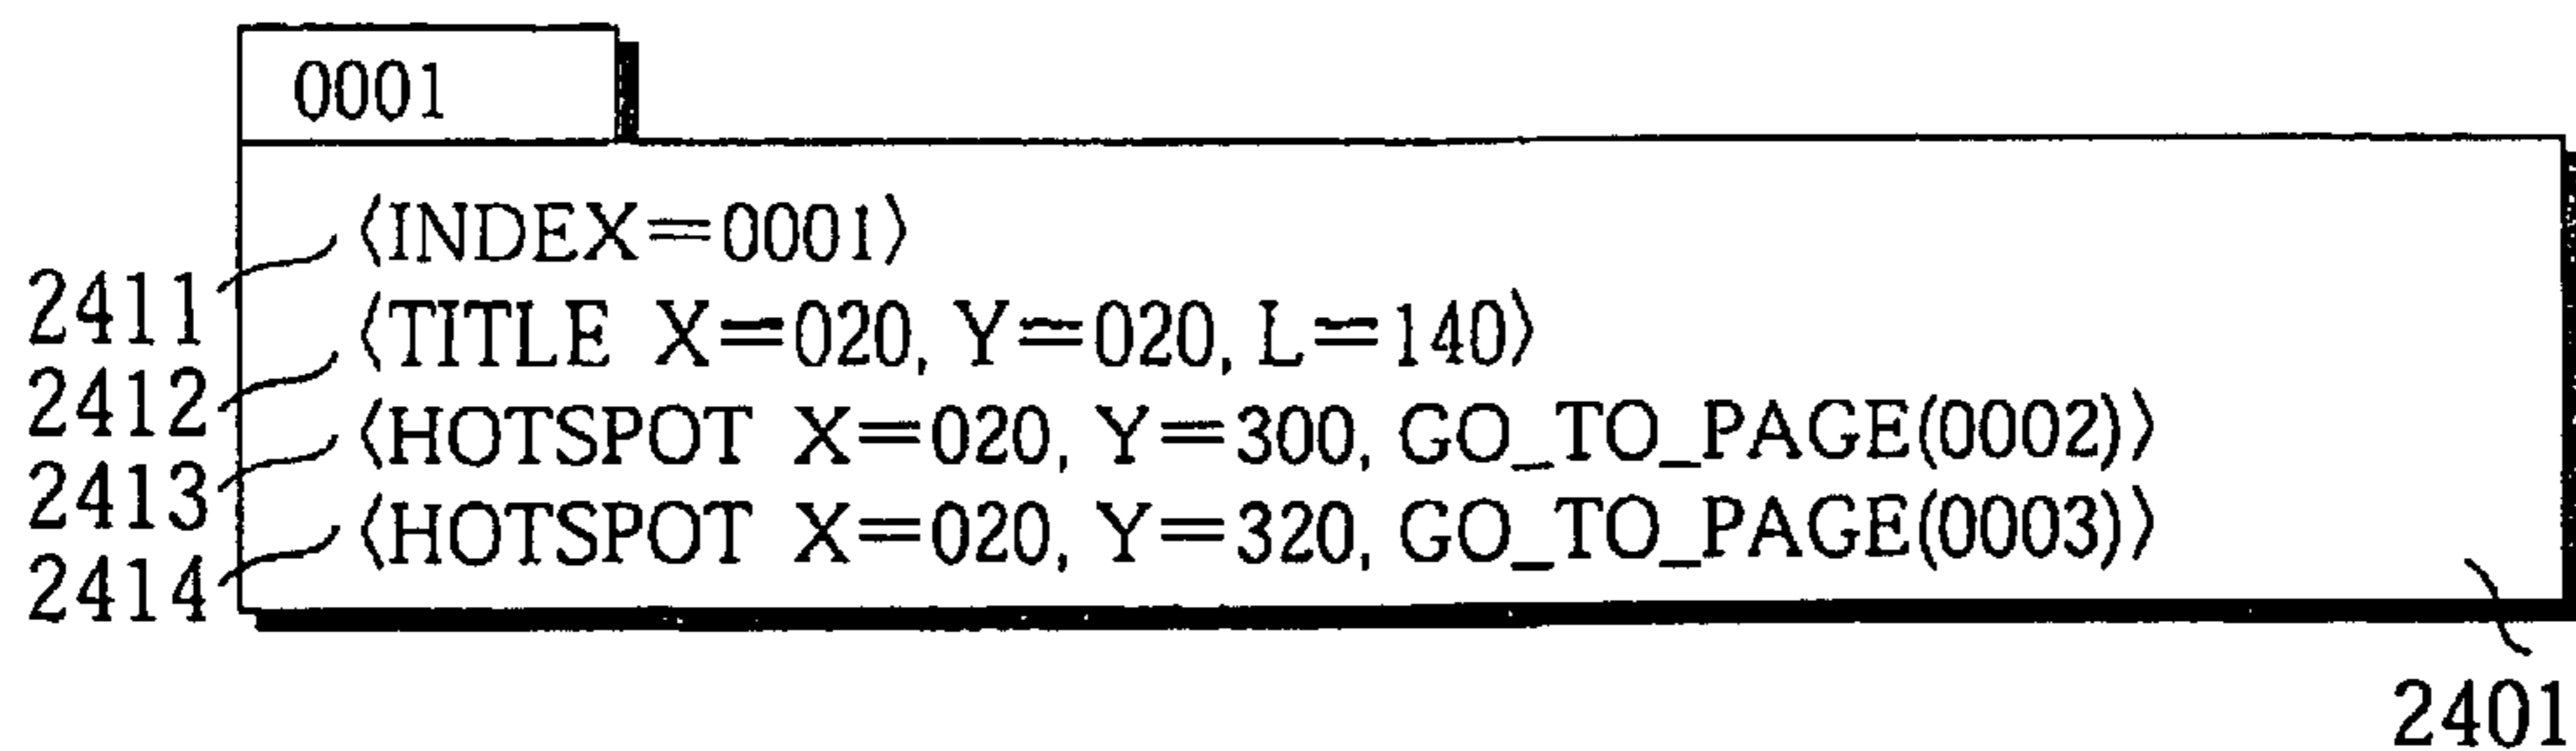 0001
2411 〈INDEX=0001〉
2412 〈TITLE X=020, Y=020, L=140〉
2413 〈HOTSPOT X=020, Y=300, GO_TO_PAGE(0002)〉
2414 〈HOTSPOT X=020, Y=320, GO_TO_PAGE(0003)〉
2401